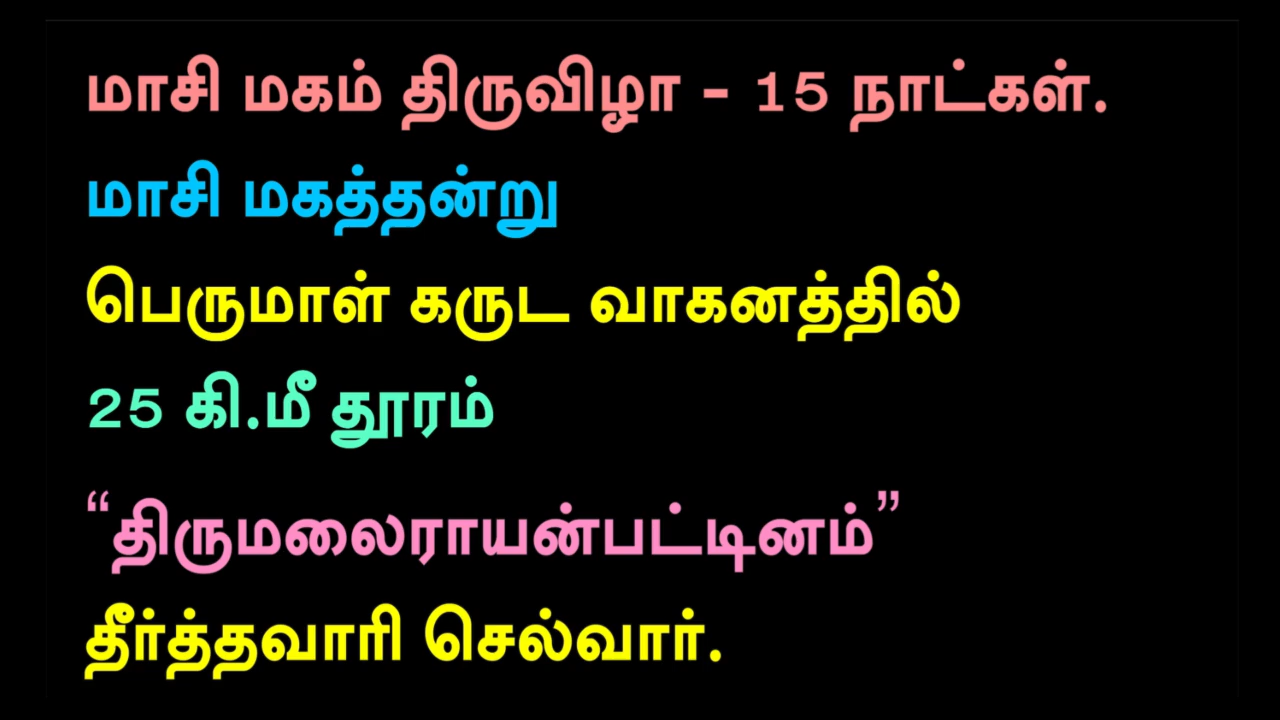 மாசி மகம் திருவிழா - 15 நாட்கள்.
மாசி மகத்தன்று
பெருமாள் கருட வாகனத்தில்
25 கி.மீ தூரம்
“திருமலைராயன்பட்டினம்”
தீர்த்தவாரி செல்வார்.